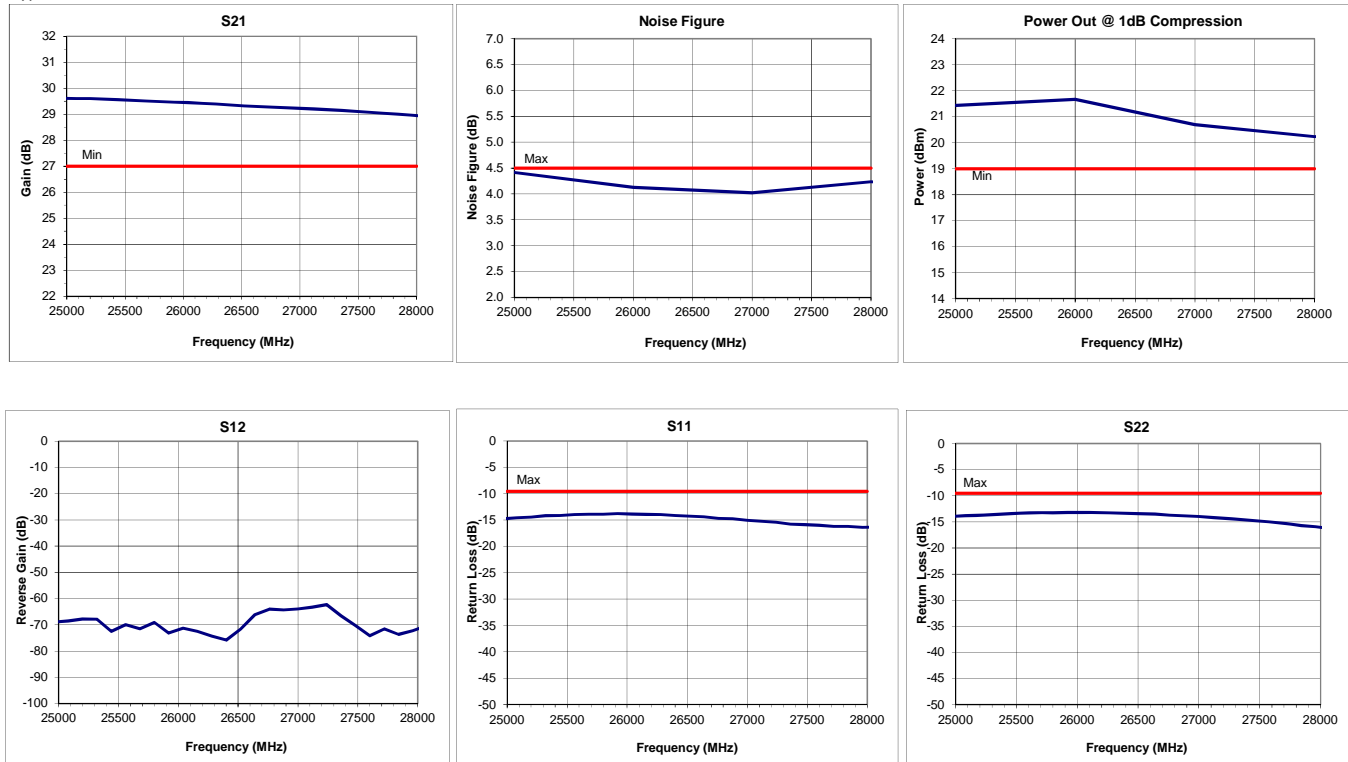 S21
32
31
30
29
28
27
26
25
24
23
22
Min
Gain (dB)
25000 25500 26000 26500 27000 27500 28000
Frequency (MHz)
Noise Figure
7.0
6.5
6.0
5.5
5.0
4.5
4.0
3.5
3.0
2.5
2.0
Max
Noise Figure (dB)
25000 25500 26000 26500 27000 27500 28000
Frequency (MHz)
Power Out @ 1dB Compression
24
23
22
21
20
19
18
17
16
15
14
Min
Power (dBm)
25000 25500 26000 26500 27000 27500 28000
Frequency (MHz)
S12
0
-10
-20
-30
-40
-50
-60
-70
-80
-90
-100
Reverse Gain (dB)
25000 25500 26000 26500 27000 27500 28000
Frequency (MHz)
S11
0
-5
-10
-15
-20
-25
-30
-35
-40
-45
-50
Max
Return Loss (dB)
25000 25500 26000 26500 27000 27500 28000
Frequency (MHz)
S22
0
-5
-10
-15
-20
-25
-30
-35
-40
-45
-50
Max
Return Loss (dB)
25000 25500 26000 26500 27000 27500 28000
Frequency (MHz)